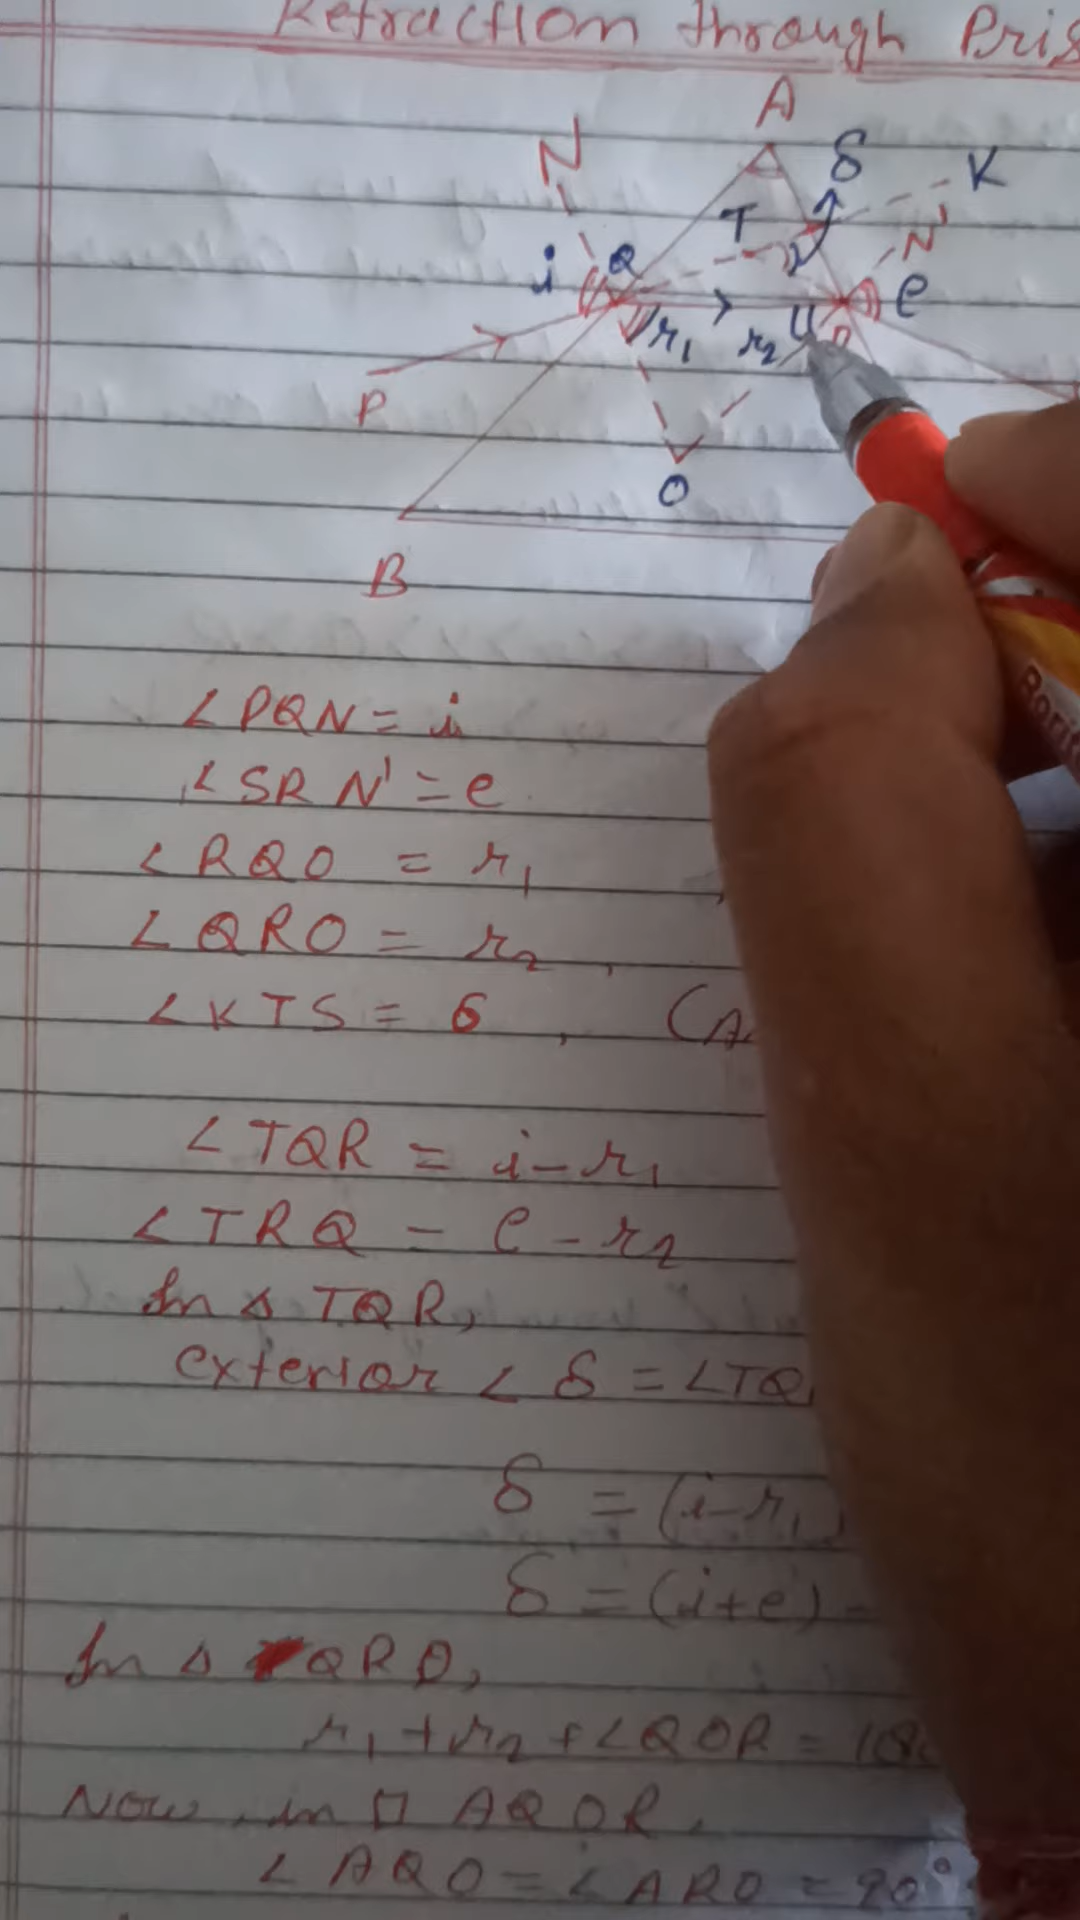 Refraction through Pris
A
N
δ
K
T
N'
i
Q
e
r₁
r₂
P
O
B
∠PQN = i
∠SRN' = e
∠RQO = r₁
∠QRO = r₂ ,
∠KTS = δ , (A
∠TQR = i - r₁
∠TRQ = e - r₂
In Δ TQR,
exterior ∠ δ = ∠TQ
δ = (i - r₁)
δ = (i+e) -
In Δ QRO,
r₁ + r₂ + ∠QOR = 18
Now, in □ AQOR,
∠AQO = ∠ARO = 90°